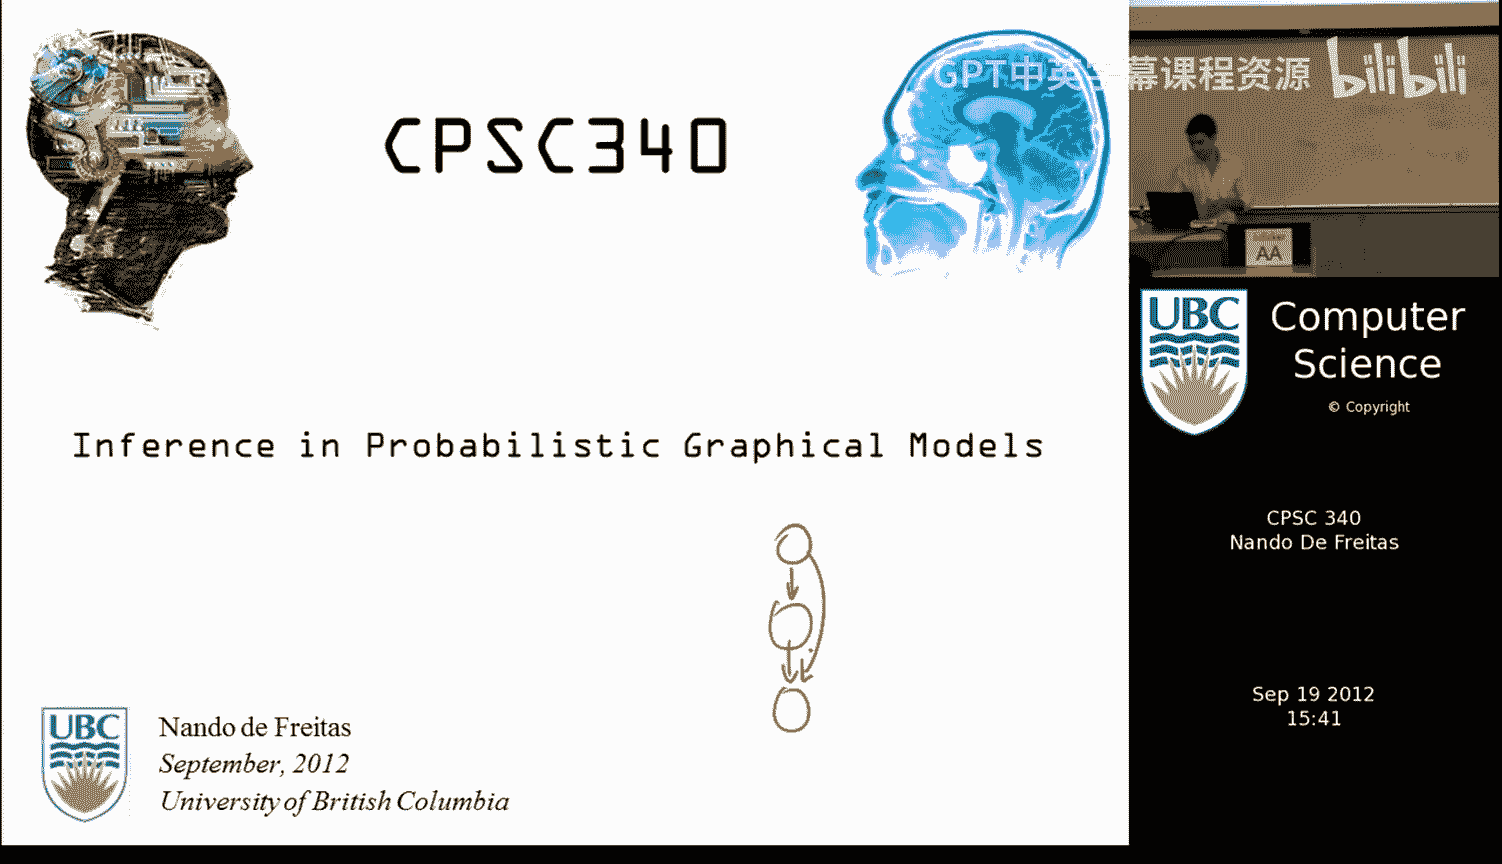 CPSC340
Inference in Probabilistic Graphical Models
UBC
Nando de Freitas
September, 2012
University of British Columbia
GPT中英字幕课程资源 bilibili
AA
UBC
Computer
Science
© Copyright
CPSC 340
Nando De Freitas
Sep 19 2012
15:41